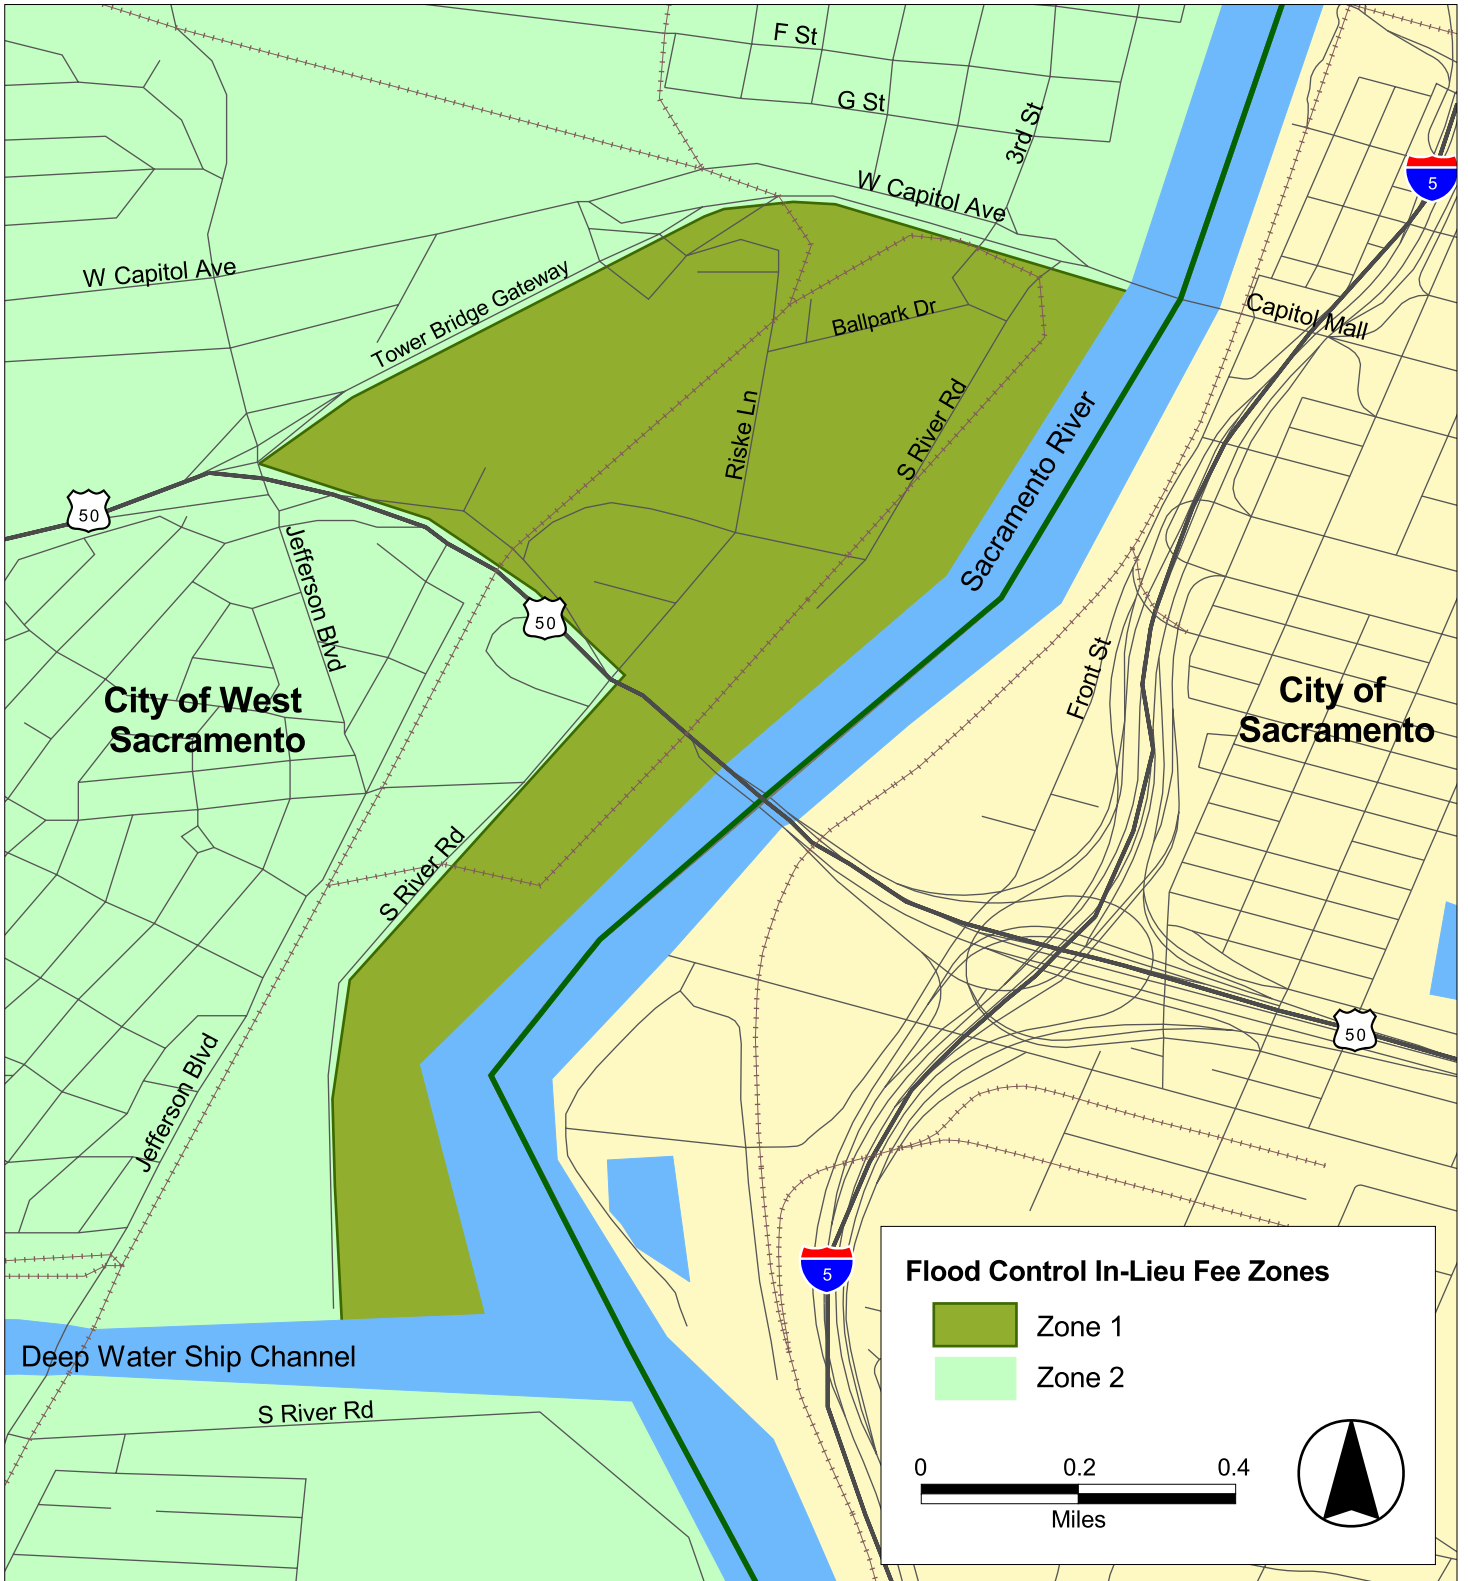 F St
G St
3rd St
W Capitol Ave
5
W Capitol Ave
Tower Bridge Gateway
Ballpark Dr
Capitol Mall
Riske Ln
S River Rd
Sacramento River
50
Jefferson Blvd
50
Front St
City of West
Sacramento
City of
Sacramento
S River Rd
50
Jefferson Blvd
5
Flood Control In-Lieu Fee Zones
Zone 1
Zone 2
Deep Water Ship Channel
S River Rd
0 0.2 0.4
Miles